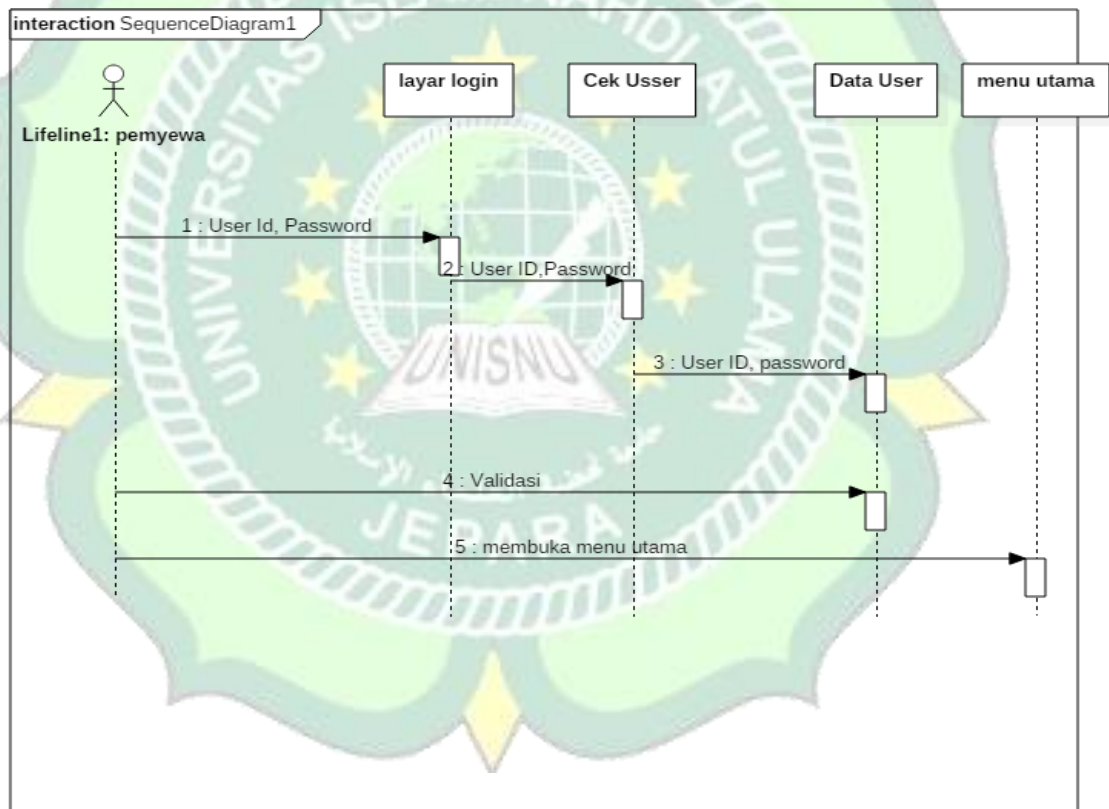 interaction SequenceDiagram1
layar login
Cek Usser
Data User
menu utama
Lifeline1: pemyewa
1 : User Id, Password
2 : User ID,Password
3 : User ID, password
4 : Validasi
5 : membuka menu utama
UNIVERSITAS ISLAM NAHDLATUL ULAMA
UNISNU
JEPARA